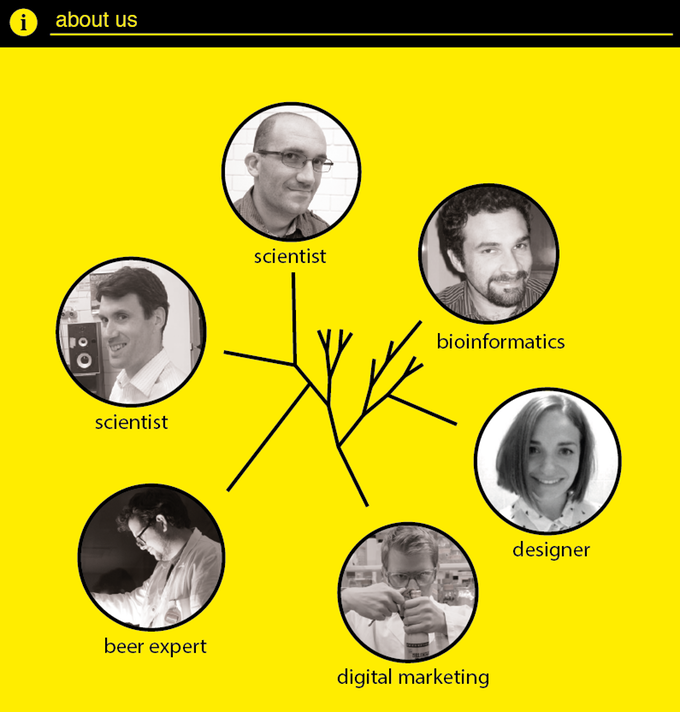 i about us
scientist
bioinformatics
scientist
designer
beer expert
digital marketing